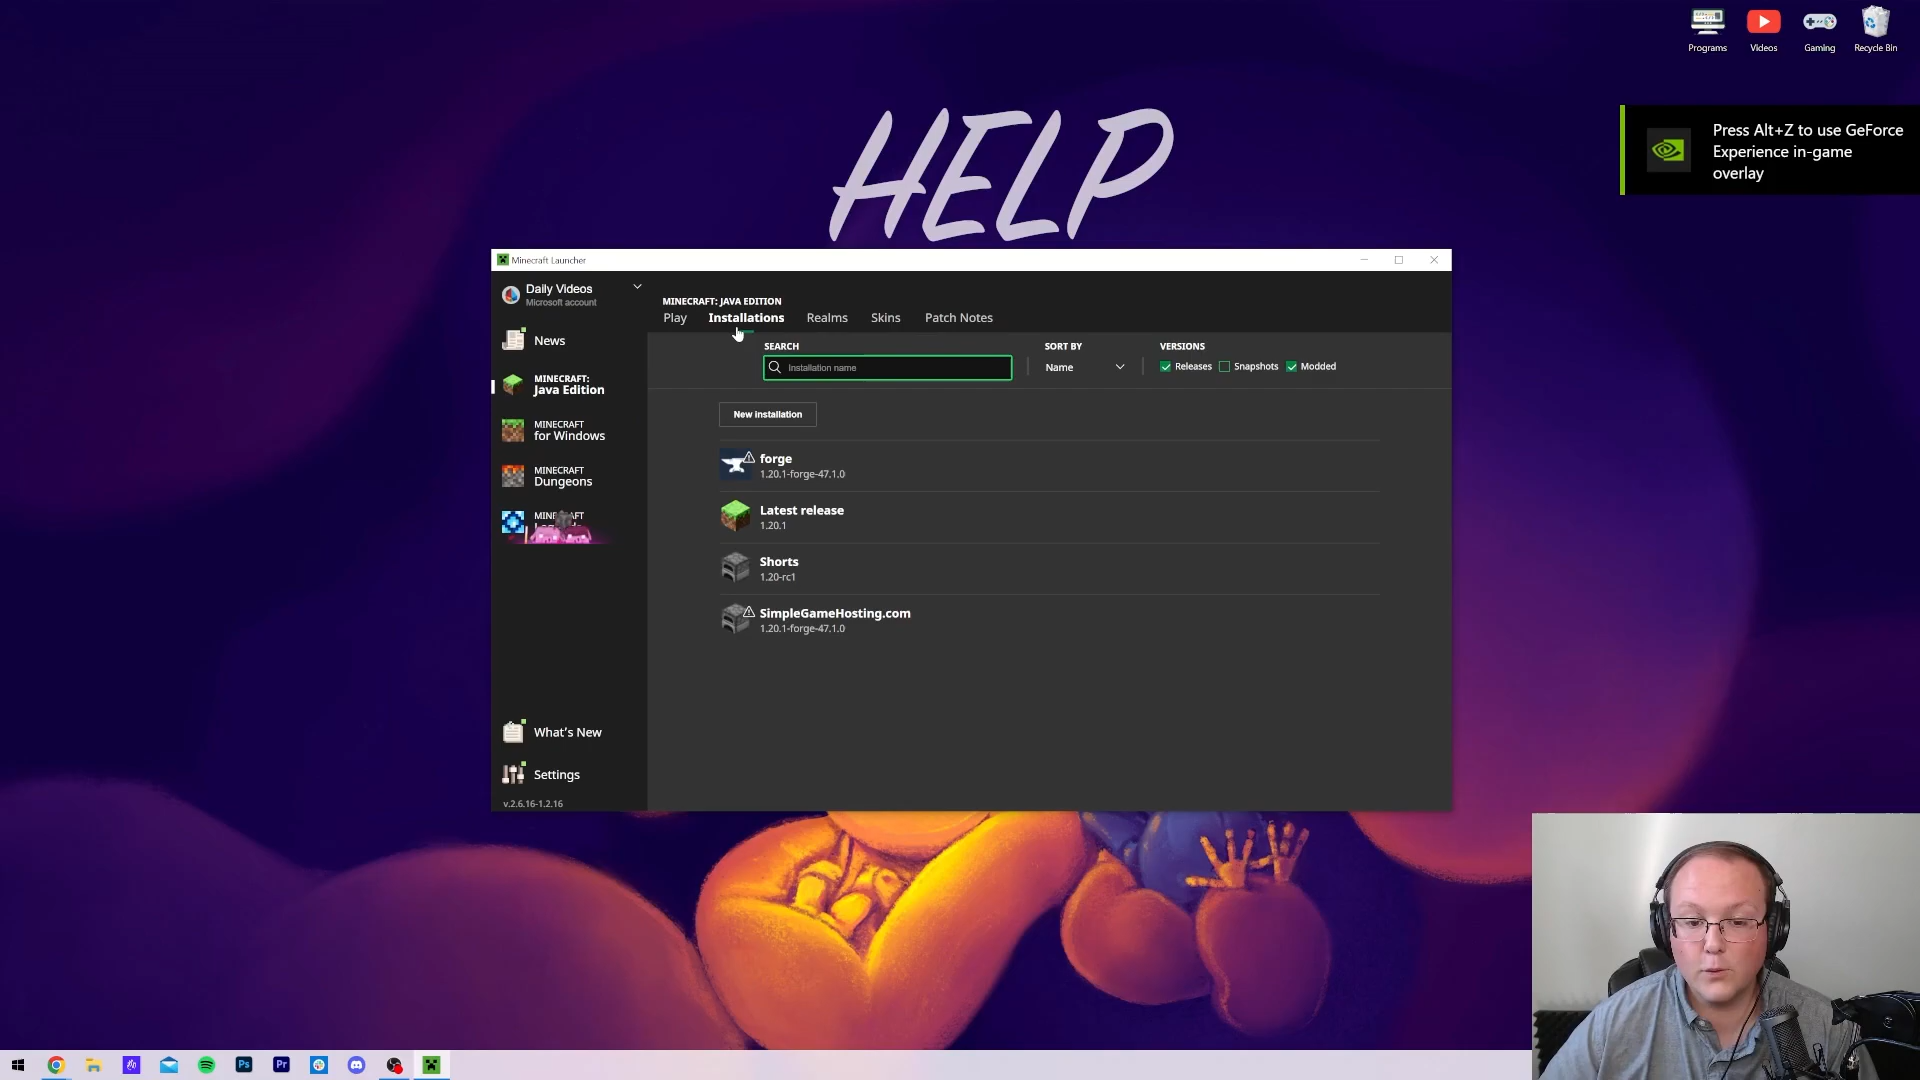 Programs
Videos
Gaming
Recycle Bin
HELP
Press Alt+Z to use GeForce
Experience in-game
overlay
Minecraft Launcher
Daily Videos
Microsoft account
News
MINECRAFT:
Java Edition
MINECRAFT
for Windows
MINECRAFT
Dungeons
What's New
Settings
v.2.6.16-1.2.16
MINECRAFT: JAVA EDITION
Play
Installations
Realms
Skins
Patch Notes
SEARCH
Installation name
SORT BY
Name
VERSIONS
Releases
Snapshots
Modded
New installation
forge
1.20.1-forge-47.1.0
Latest release
1.20.1
Shorts
1.20-rc1
SimpleGameHosting.com
1.20.1-forge-47.1.0
Ps
Pr